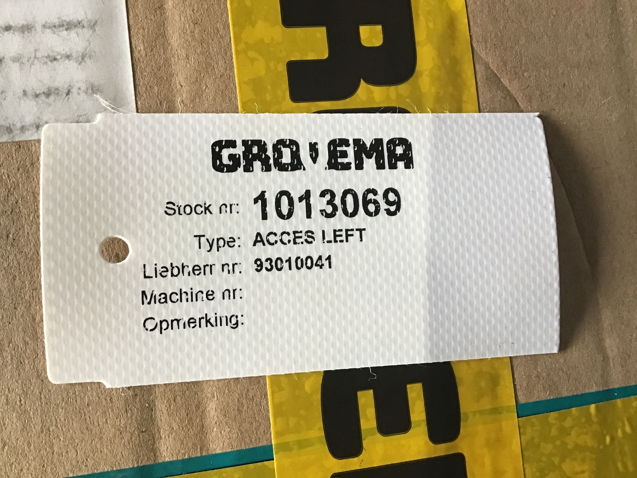 GROVEMA
Stock nr: 1013069
Type: ACCES LEFT
Liebherr nr: 93010041
Machine nr:
Opmerking: